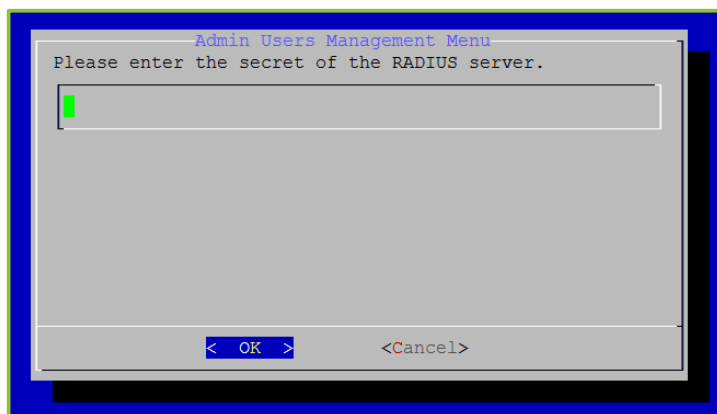 Admin Users Management Menu
Please enter the secret of the RADIUS server.
< OK > <Cancel>